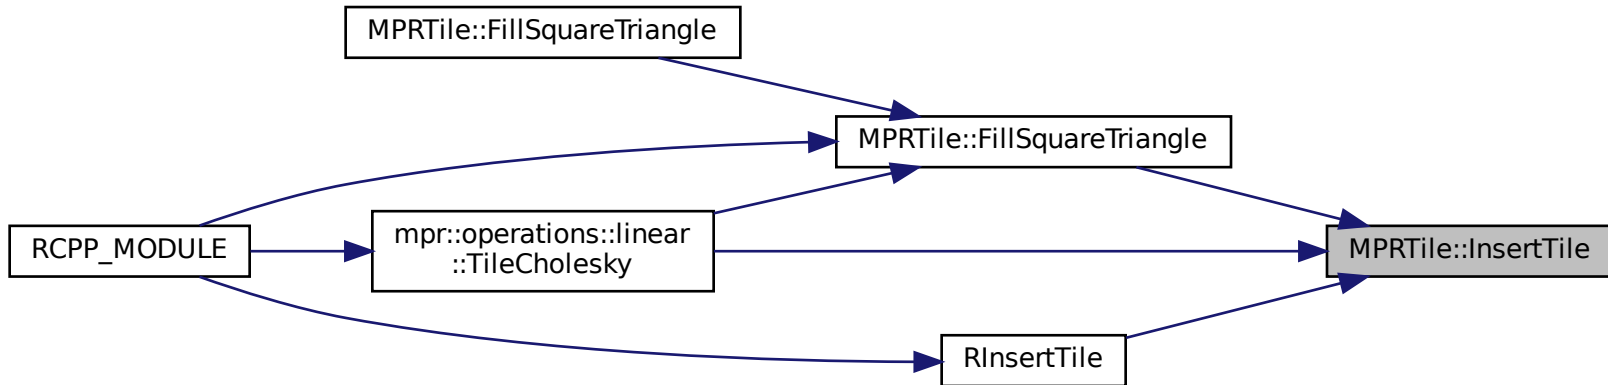 MPRTile::FillSquareTriangle
MPRTile::FillSquareTriangle
RCPP_MODULE
mpr::operations::linear
::TileCholesky
MPRTile::InsertTile
RInsertTile